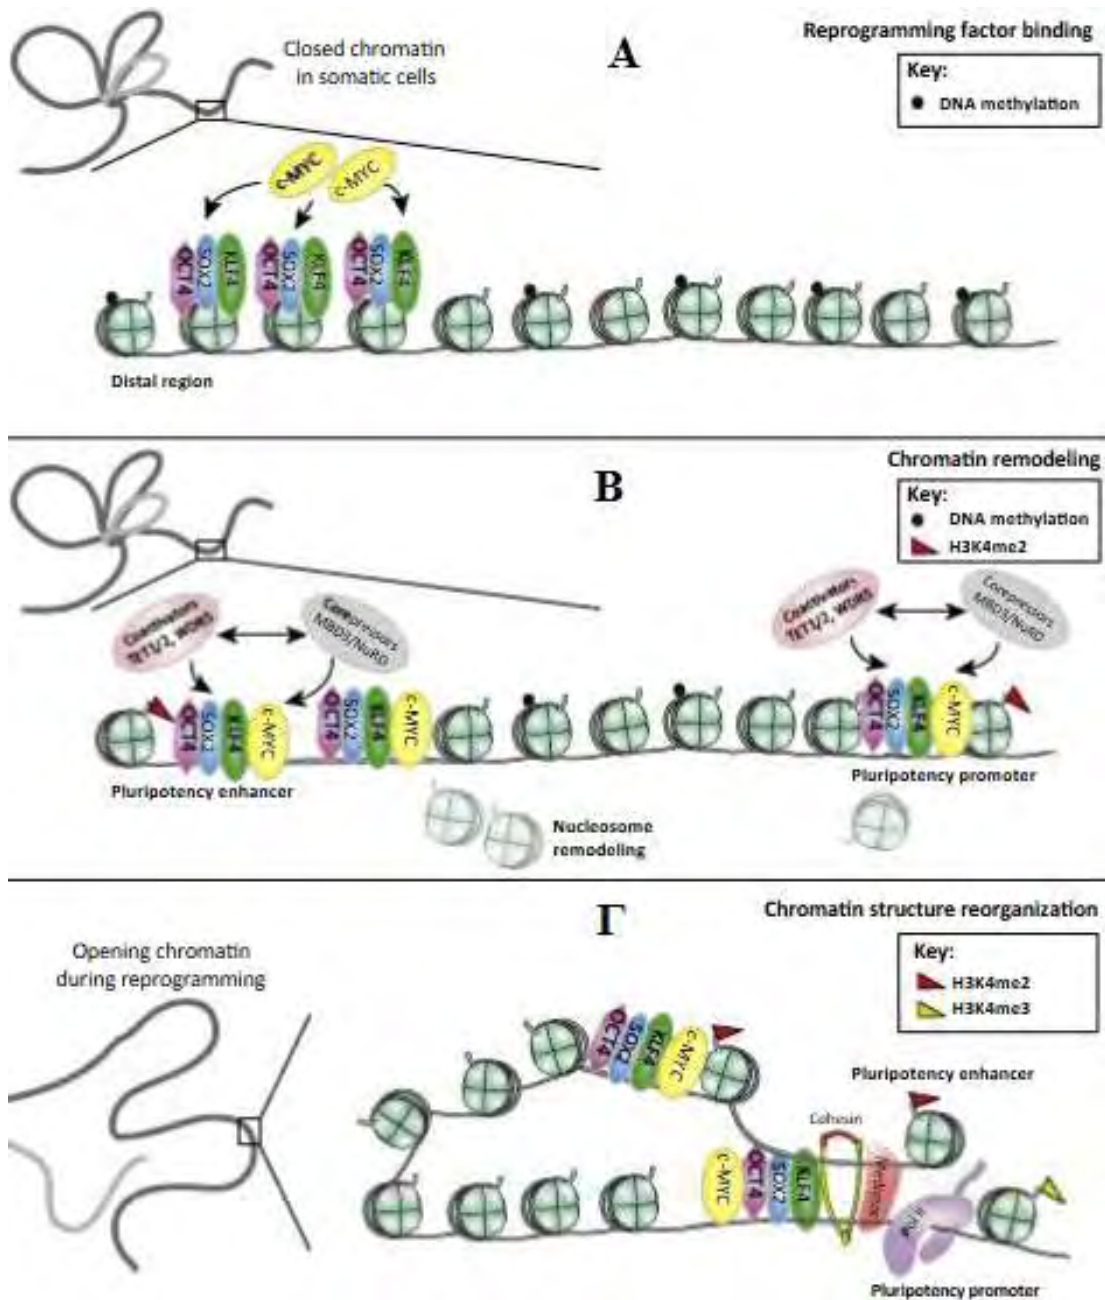 Closed chromatin
in somatic cells
A
Reprogramming factor binding
Key:
DNA methylation
c-MYC
c-MYC
OCT4
SOX2
KLF4
OCT4
SOX2
KLF4
OCT4
SOX2
KLF4
Distal region
B
Chromatin remodeling
Key:
DNA methylation
H3K4me2
Coactivators
TET1/2, WDR5
Corepressors
MBD3/NuRD
Coactivators
TET1/2, WDR5
Corepressors
MBD3/NuRD
OCT4
SOX2
KLF4
c-MYC
OCT4
SOX2
KLF4
c-MYC
OCT4
SOX2
KLF4
c-MYC
Pluripotency enhancer
Pluripotency promoter
Nucleosome
remodeling
Γ
Chromatin structure reorganization
Key:
H3K4me2
H3K4me3
Opening chromatin
during reprogramming
OCT4
SOX2
KLF4
c-MYC
Pluripotency enhancer
Cohesin
c-MYC
OCT4
SOX2
KLF4
Pluripotency promoter